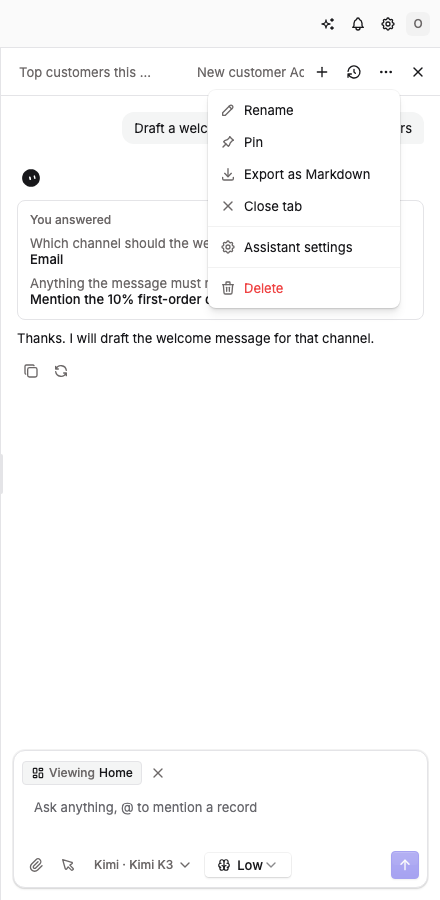 O
Top customers this ...
New customer Ac
Draft a welc
rs
Rename
Pin
Export as Markdown
Close tab
Assistant settings
Delete
You answered
Which channel should the we
Email
Anything the message must
Mention the 10% first-order
Thanks. I will draft the welcome message for that channel.
Viewing Home
Ask anything, @ to mention a record
Kimi · Kimi K3
Low